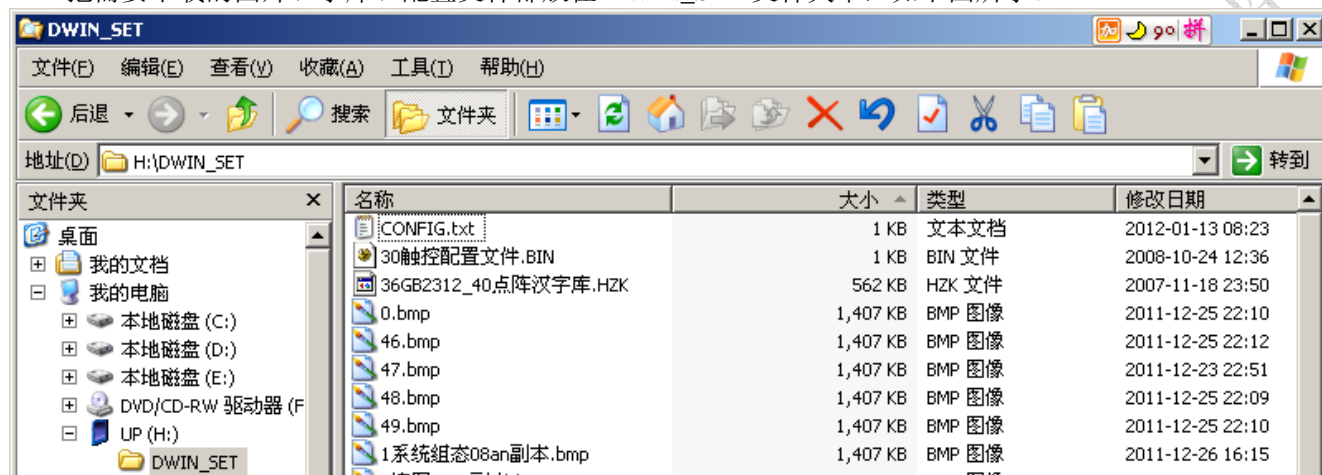 DWIN_SET
文件(F) 编辑(E) 查看(V) 收藏(A) 工具(T) 帮助(H)
后退 搜索 文件夹
地址(D) H:\DWIN_SET 转到
文件夹 × 名称 大小 类型 修改日期
CONFIG.txt 1 KB 文本文档 2012-01-13 08:23
桌面 30触控配置文件.BIN 1 KB BIN 文件 2008-10-24 12:36
我的文档 36GB2312_40点阵汉字库.HZK 562 KB HZK 文件 2007-11-18 23:50
我的电脑 0.bmp 1,407 KB BMP 图像 2011-12-25 22:10
本地磁盘 (C:) 46.bmp 1,407 KB BMP 图像 2011-12-25 22:12
本地磁盘 (D:) 47.bmp 1,407 KB BMP 图像 2011-12-23 22:51
本地磁盘 (E:) 48.bmp 1,407 KB BMP 图像 2011-12-25 22:09
DVD/CD-RW 驱动器 (F 49.bmp 1,407 KB BMP 图像 2011-12-25 22:10
UP (H:) 1系统组态08an副本.bmp 1,407 KB BMP 图像 2011-12-26 16:15
DWIN_SET